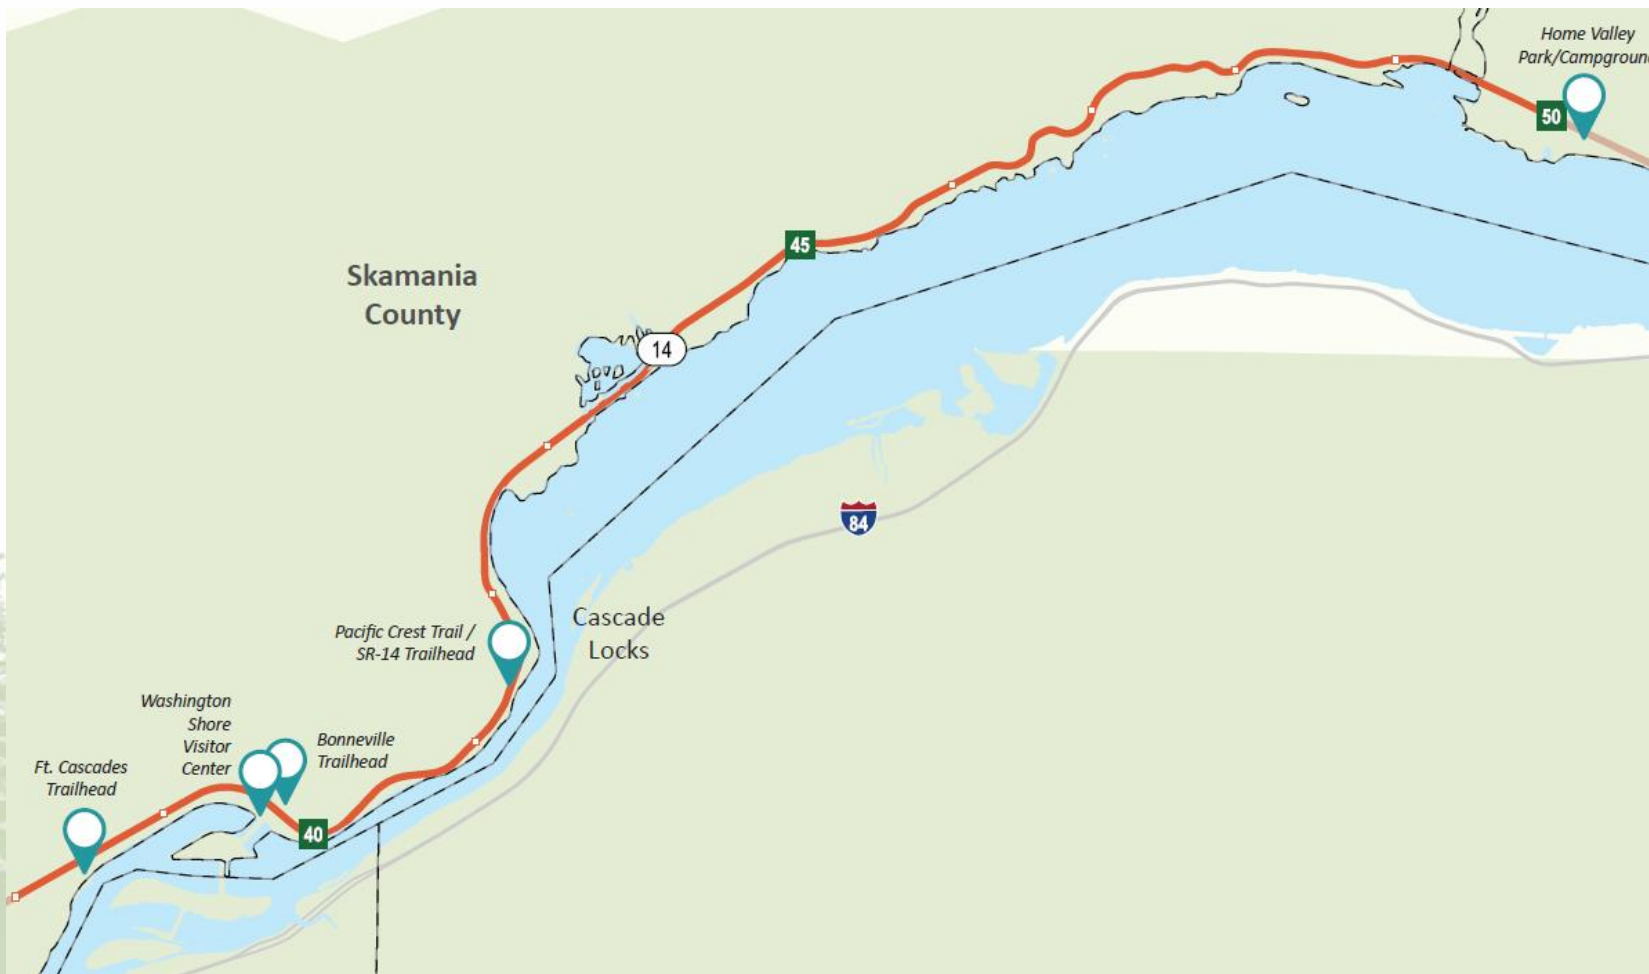 Home Valley
Park/Campground
50
45
Skamania
County
14
84
Cascade
Locks
Pacific Crest Trail /
SR-14 Trailhead
Washington
Shore
Visitor
Center
Bonneville
Trailhead
Ft. Cascades
Trailhead
40